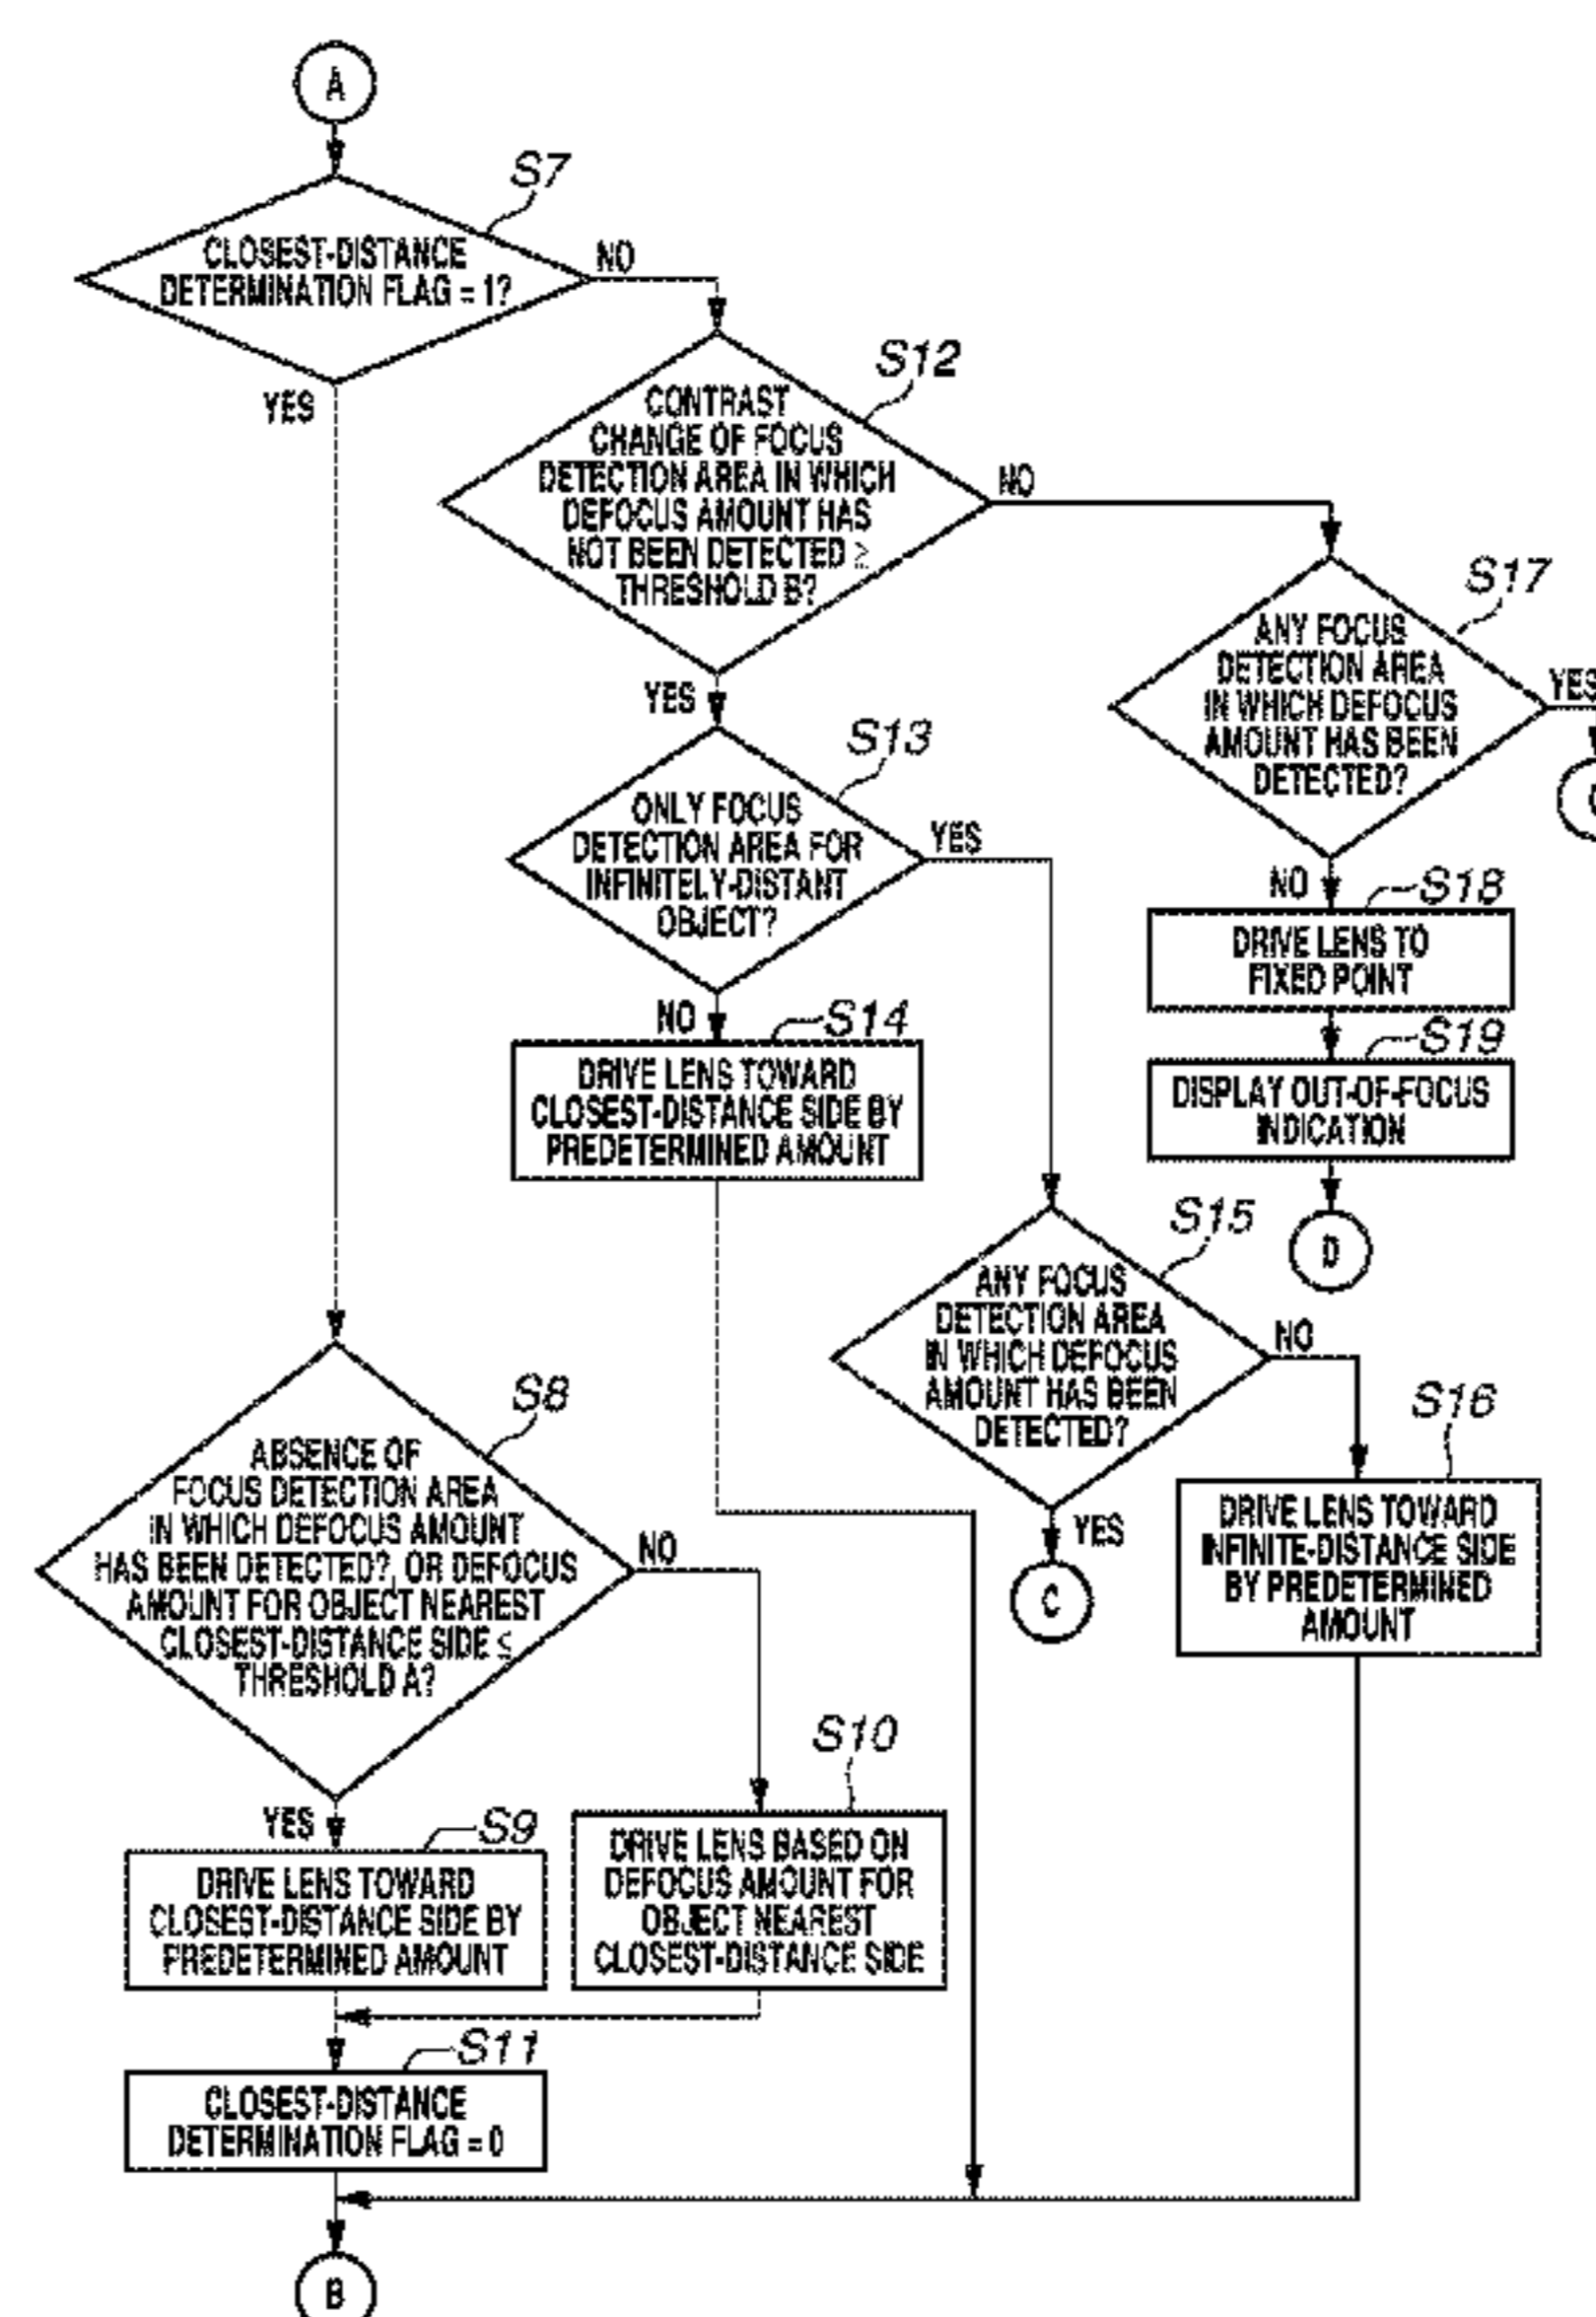 A
S7
CLOSEST-DISTANCE
DETERMINATION FLAG = 1?
NO
YES
S12
CONTRAST
CHANGE OF FOCUS
DETECTION AREA IN WHICH
DEFOCUS AMOUNT HAS
NOT BEEN DETECTED ≥
THRESHOLD B?
NO
YES
S17
ANY FOCUS
DETECTION AREA
IN WHICH DEFOCUS
AMOUNT HAS BEEN
DETECTED?
YES
NO
S13
ONLY FOCUS
DETECTION AREA FOR
INFINITELY-DISTANT
OBJECT?
YES
NO
S18
DRIVE LENS TO
FIXED POINT
S14
DRIVE LENS TOWARD
CLOSEST-DISTANCE SIDE BY
PREDETERMINED AMOUNT
S19
DISPLAY OUT-OF-FOCUS
INDICATION
D
S15
ANY FOCUS
DETECTION AREA
IN WHICH DEFOCUS
AMOUNT HAS BEEN
DETECTED?
NO
YES
C
S16
DRIVE LENS TOWARD
INFINITE-DISTANCE SIDE
BY PREDETERMINED
AMOUNT
S8
ABSENCE OF
FOCUS DETECTION AREA
IN WHICH DEFOCUS AMOUNT
HAS BEEN DETECTED?, OR DEFOCUS
AMOUNT FOR OBJECT NEAREST
CLOSEST-DISTANCE SIDE ≤
THRESHOLD A?
NO
YES
S9
DRIVE LENS TOWARD
CLOSEST-DISTANCE SIDE BY
PREDETERMINED AMOUNT
S10
DRIVE LENS BASED ON
DEFOCUS AMOUNT FOR
OBJECT NEAREST
CLOSEST-DISTANCE SIDE
S11
CLOSEST-DISTANCE
DETERMINATION FLAG = 0
B